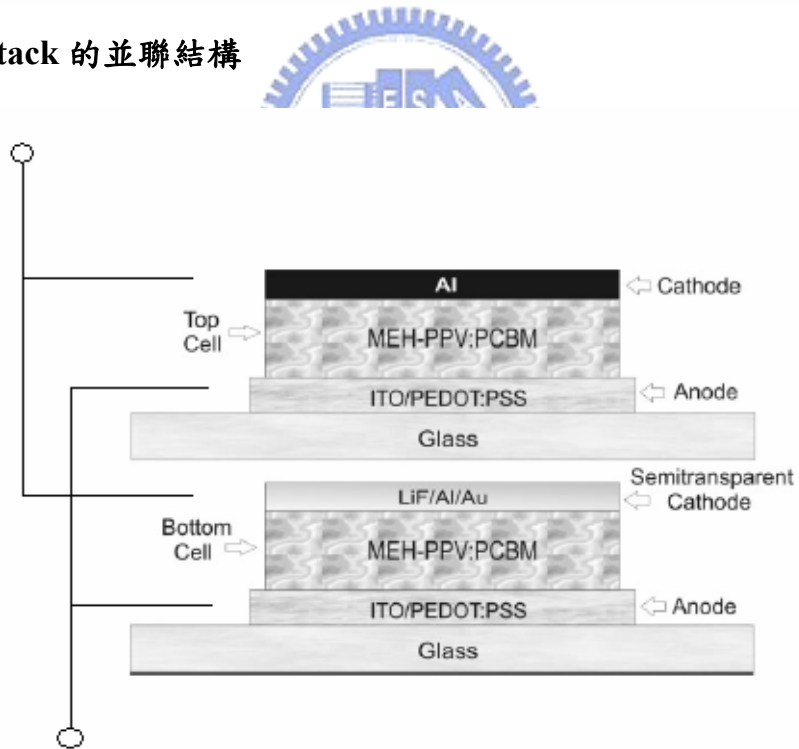 tack 的並聯結構
Al
Cathode
Top
Cell
MEH-PPV:PCBM
ITO/PEDOT:PSS
Anode
Glass
LiF/Al/Au
Semitransparent
Cathode
Bottom
Cell
MEH-PPV:PCBM
ITO/PEDOT:PSS
Anode
Glass